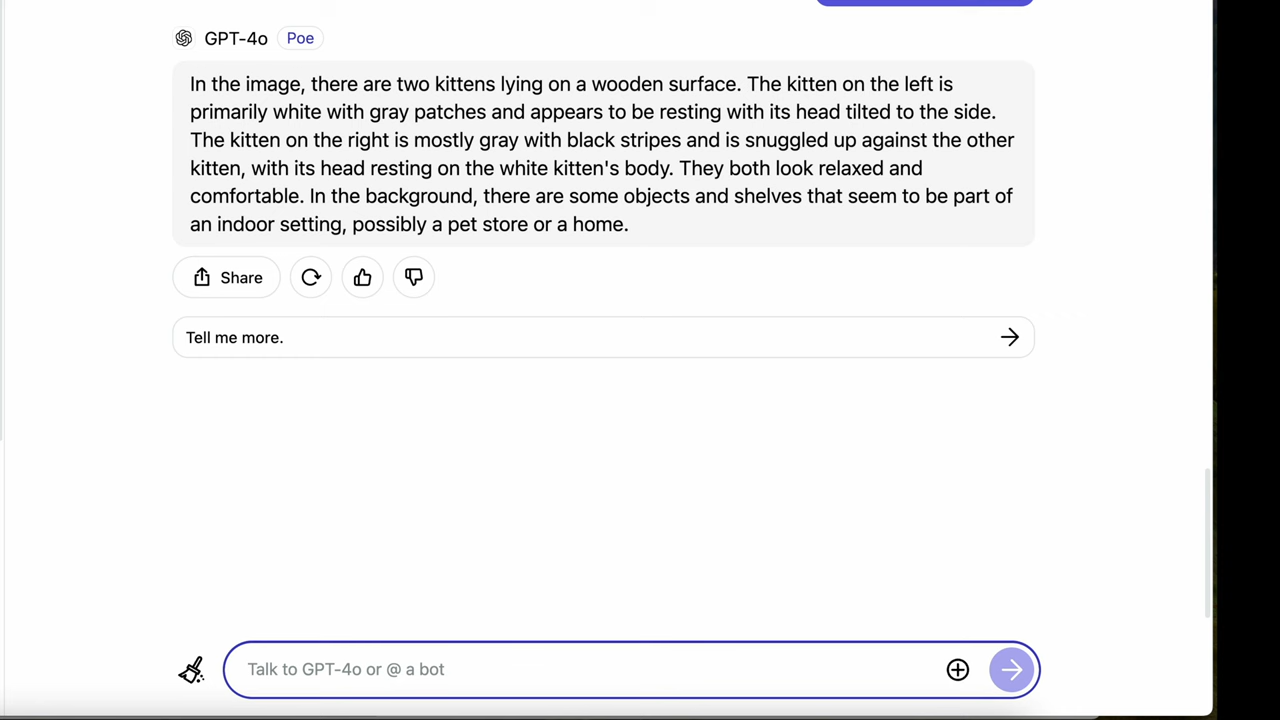 GPT-4o Poe
In the image, there are two kittens lying on a wooden surface. The kitten on the left is
primarily white with gray patches and appears to be resting with its head tilted to the side.
The kitten on the right is mostly gray with black stripes and is snuggled up against the other
kitten, with its head resting on the white kitten's body. They both look relaxed and
comfortable. In the background, there are some objects and shelves that seem to be part of
an indoor setting, possibly a pet store or a home.
Share
Tell me more.
Talk to GPT-4o or @ a bot